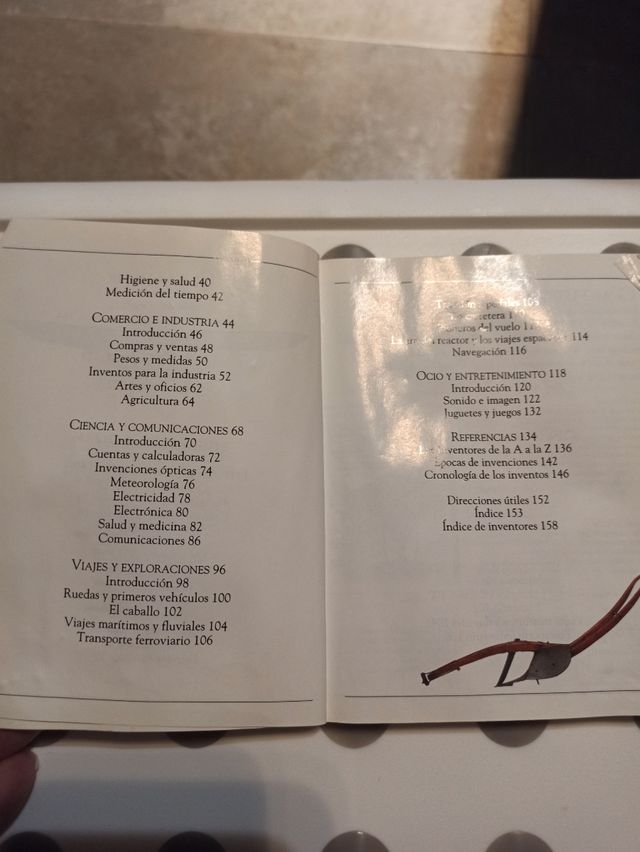 Higiene y salud 40
Medición del tiempo 42
COMERCIO E INDUSTRIA 44
Introducción 46
Compras y ventas 48
Pesos y medidas 50
Inventos para la industria 52
Artes y oficios 62
Agricultura 64
CIENCIA Y COMUNICACIONES 68
Introducción 70
Cuentas y calculadoras 72
Invenciones ópticas 74
Meteorología 76
Electricidad 78
Electrónica 80
Salud y medicina 82
Comunicaciones 86
VIAJES Y EXPLORACIONES 96
Introducción 98
Ruedas y primeros vehículos 100
El caballo 102
Viajes marítimos y fluviales 104
Transporte ferroviario 106
del vuelo
reactor y los viajes 114
Navegación 116
OCIO Y ENTRETENIMIENTO 118
Introducción 120
Sonido e imagen 122
Juguetes y juegos 132
REFERENCIAS 134
inventores de la A a la Z 136
Épocas de invenciones 142
Cronología de los inventos 146
Direcciones útiles 152
Índice 153
Índice de inventores 158